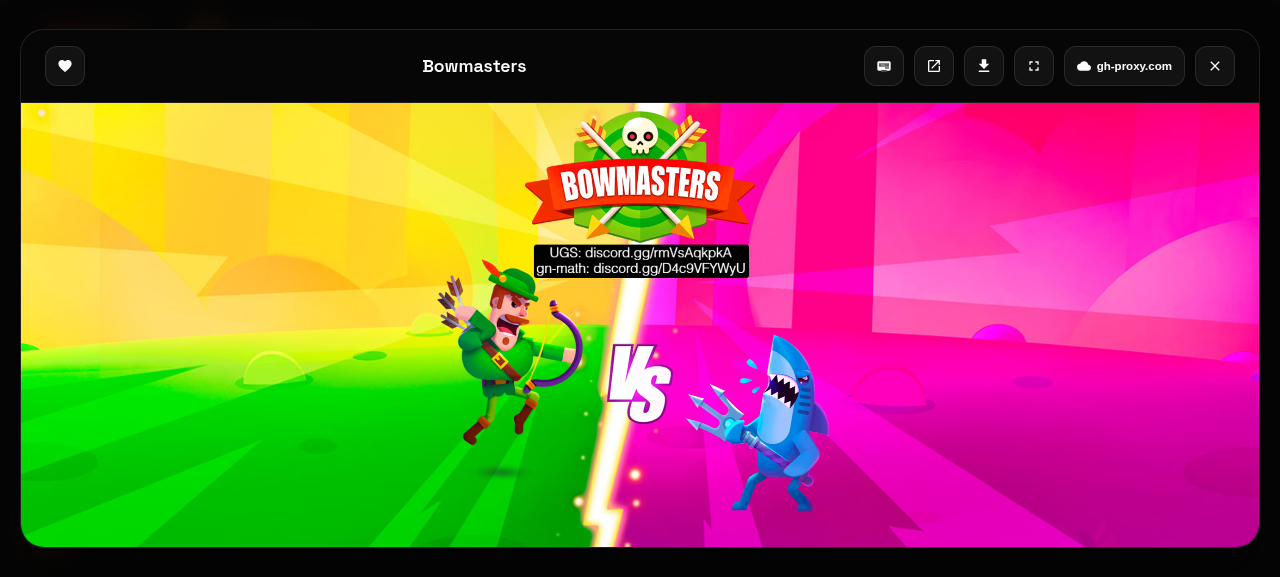 Bowmasters
gh-proxy.com
BOWMASTERS
UGS: discord.gg/rmVsAqkpkA
gn-math: discord.gg/D4c9VFYWyU
VS